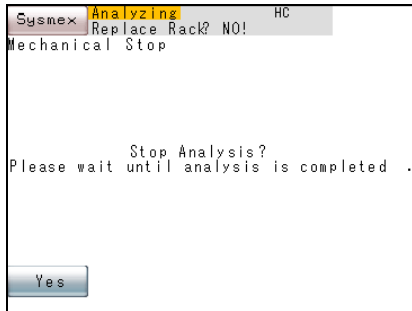 Sysmex
Analyzing HC
Replace Rack? NO!
Mechanical Stop
Stop Analysis?
Please wait until analysis is completed .
Yes